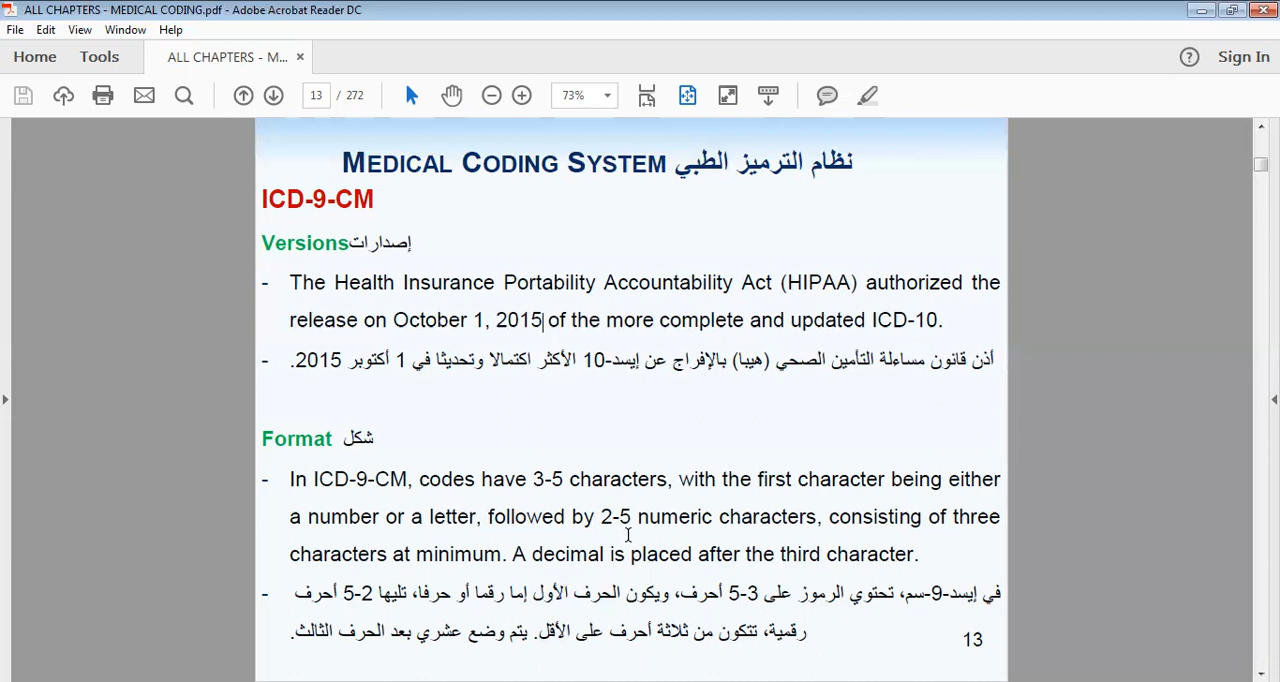 ALL CHAPTERS - MEDICAL CODING.pdf - Adobe Acrobat Reader DC
File Edit View Window Help
Home Tools ALL CHAPTERS - M... × ? Sign In
13 / 272 73%
MEDICAL CODING SYSTEM نظام الترميز الطبي
ICD-9-CM
Versions إصدارات
- The Health Insurance Portability Accountability Act (HIPAA) authorized the
release on October 1, 2015 of the more complete and updated ICD-10.
- أذن قانون مساءلة التأمين الصحي (هيبا) بالإفراج عن إيسد-10 الأكثر اكتمالا وتحديثا في 1 أكتوبر 2015.
Format شكل
- In ICD-9-CM, codes have 3-5 characters, with the first character being either
a number or a letter, followed by 2-5 numeric characters, consisting of three
characters at minimum. A decimal is placed after the third character.
- في إيسد-9-سم، تحتوي الرموز على 3-5 أحرف، ويكون الحرف الأول إما رقما أو حرفا، تليها 2-5 أحرف
رقمية، تتكون من ثلاثة أحرف على الأقل. يتم وضع عشري بعد الحرف الثالث.
13